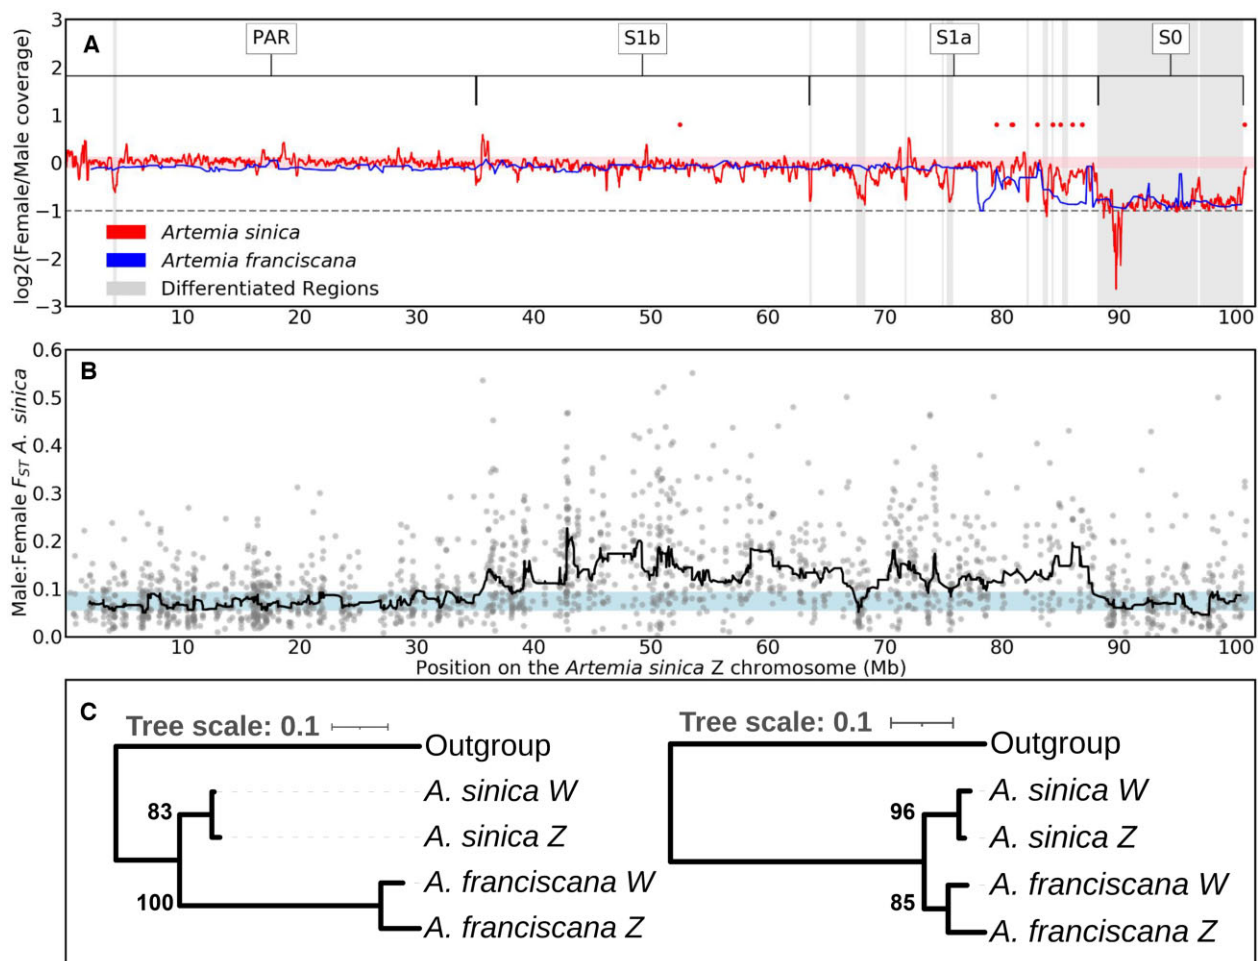 A
PAR
S1b
S1a
S0
log2(Female/Male coverage)
3
2
1
0
−1
−2
−3
Artemia sinica
Artemia franciscana
Differentiated Regions
10 20 30 40 50 60 70 80 90 100
B
Male:Female FST A. sinica
0.6
0.5
0.4
0.3
0.2
0.1
0.0
10 20 30 40 50 60 70 80 90 100
Position on the Artemia sinica Z chromosome (Mb)
C
Tree scale: 0.1
Outgroup
A. sinica W
83
A. sinica Z
A. franciscana W
100
A. franciscana Z
Tree scale: 0.1
Outgroup
A. sinica W
96
A. sinica Z
A. franciscana W
85
A. franciscana Z